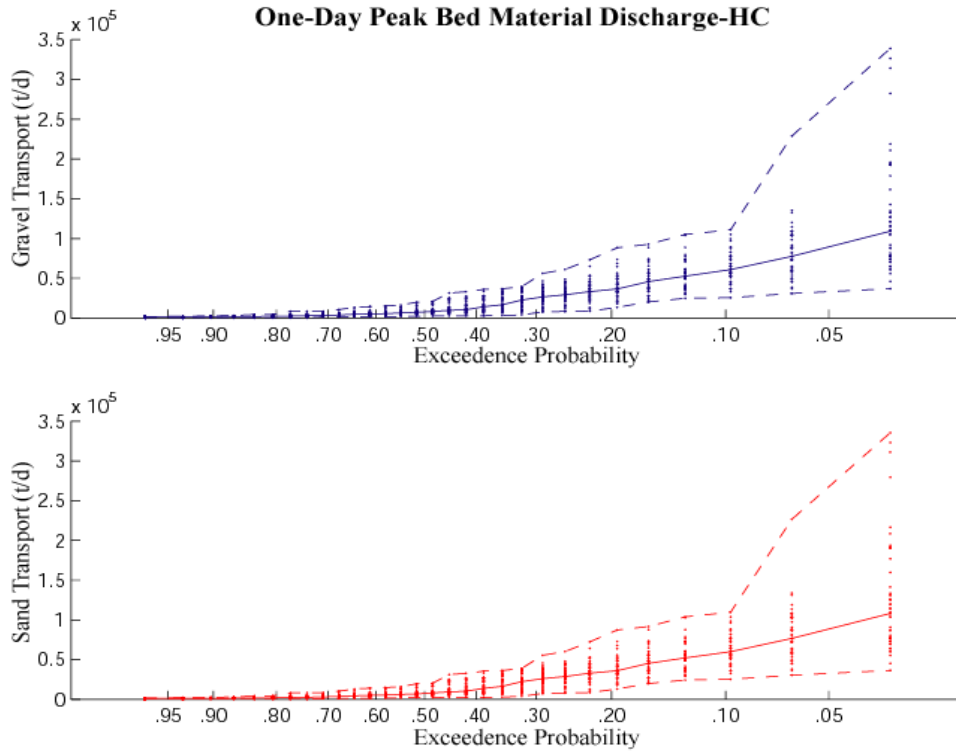 One-Day Peak Bed Material Discharge-HC
x 10^5
Gravel Transport (t/d)
3.5
3
2.5
2
1.5
1
0.5
0
.95 .90 .80 .70 .60 .50 .40 .30 .20 .10 .05
Exceedence Probability
x 10^5
Sand Transport (t/d)
3.5
3
2.5
2
1.5
1
0.5
0
.95 .90 .80 .70 .60 .50 .40 .30 .20 .10 .05
Exceedence Probability